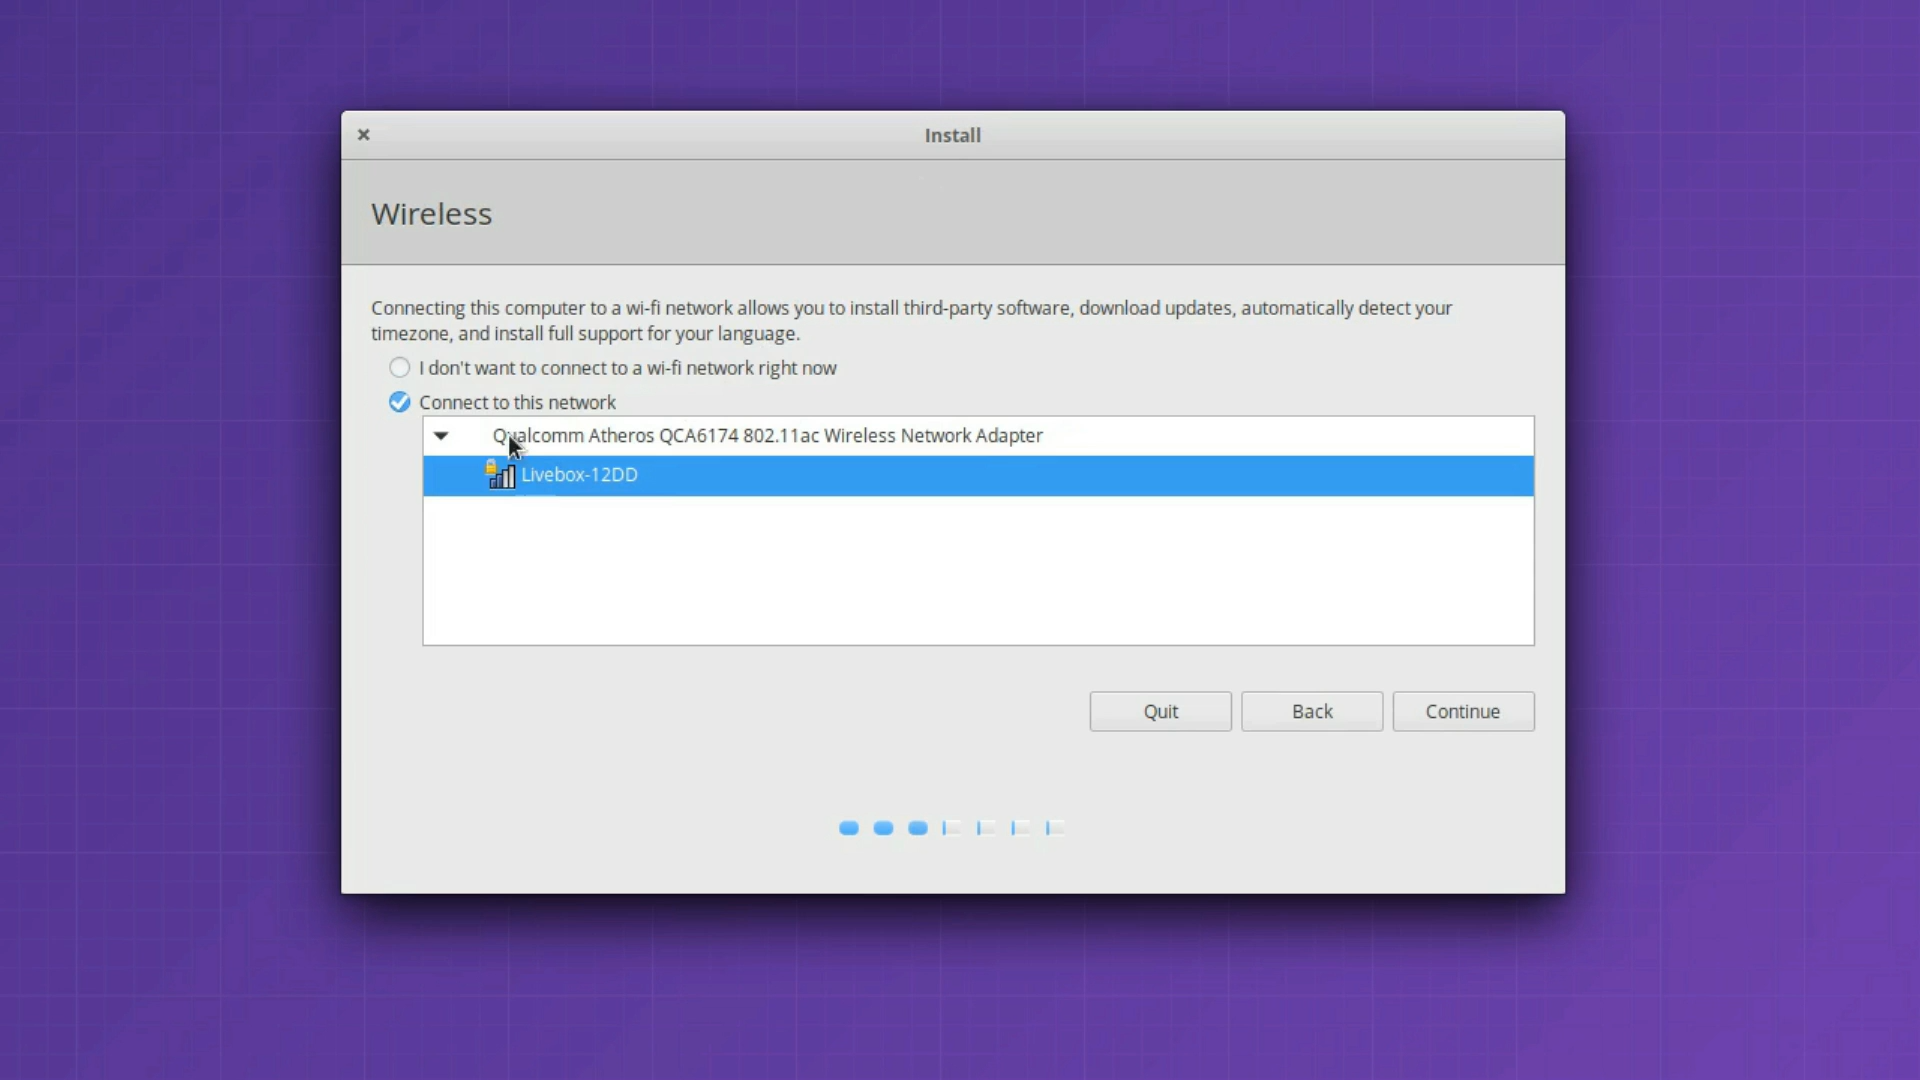 Install
Wireless
Connecting this computer to a wi-fi network allows you to install third-party software, download updates, automatically detect your
timezone, and install full support for your language.
I don't want to connect to a wi-fi network right now
Connect to this network
Qualcomm Atheros QCA6174 802.11ac Wireless Network Adapter
Livebox-12DD
Quit
Back
Continue